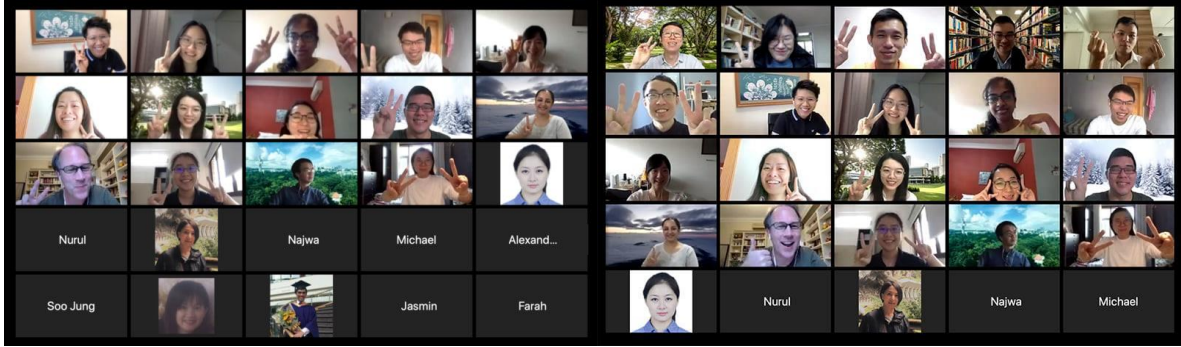 Nurul
Najwa
Michael
Alexand...
Soo Jung
Jasmin
Farah
Nurul
Najwa
Michael